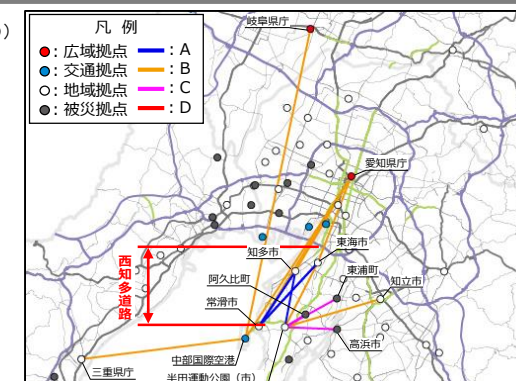 )
凡 例
●：広域拠点
●：交通拠点
○：地域拠点
●：被災拠点
━：A
━：B
━：C
━：D
岐阜県庁
愛知県庁
西知多道路
知多市
東海市
阿久比町
東浦町
知立市
常滑市
高浜市
中部国際空港
三重県庁
半田運動公園（市）